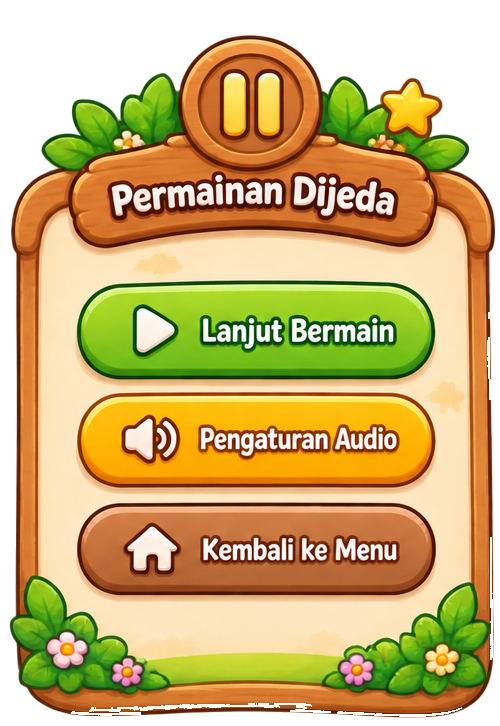 Permainan Dijeda
Lanjut Bermain
Pengaturan Audio
Kembali ke Menu